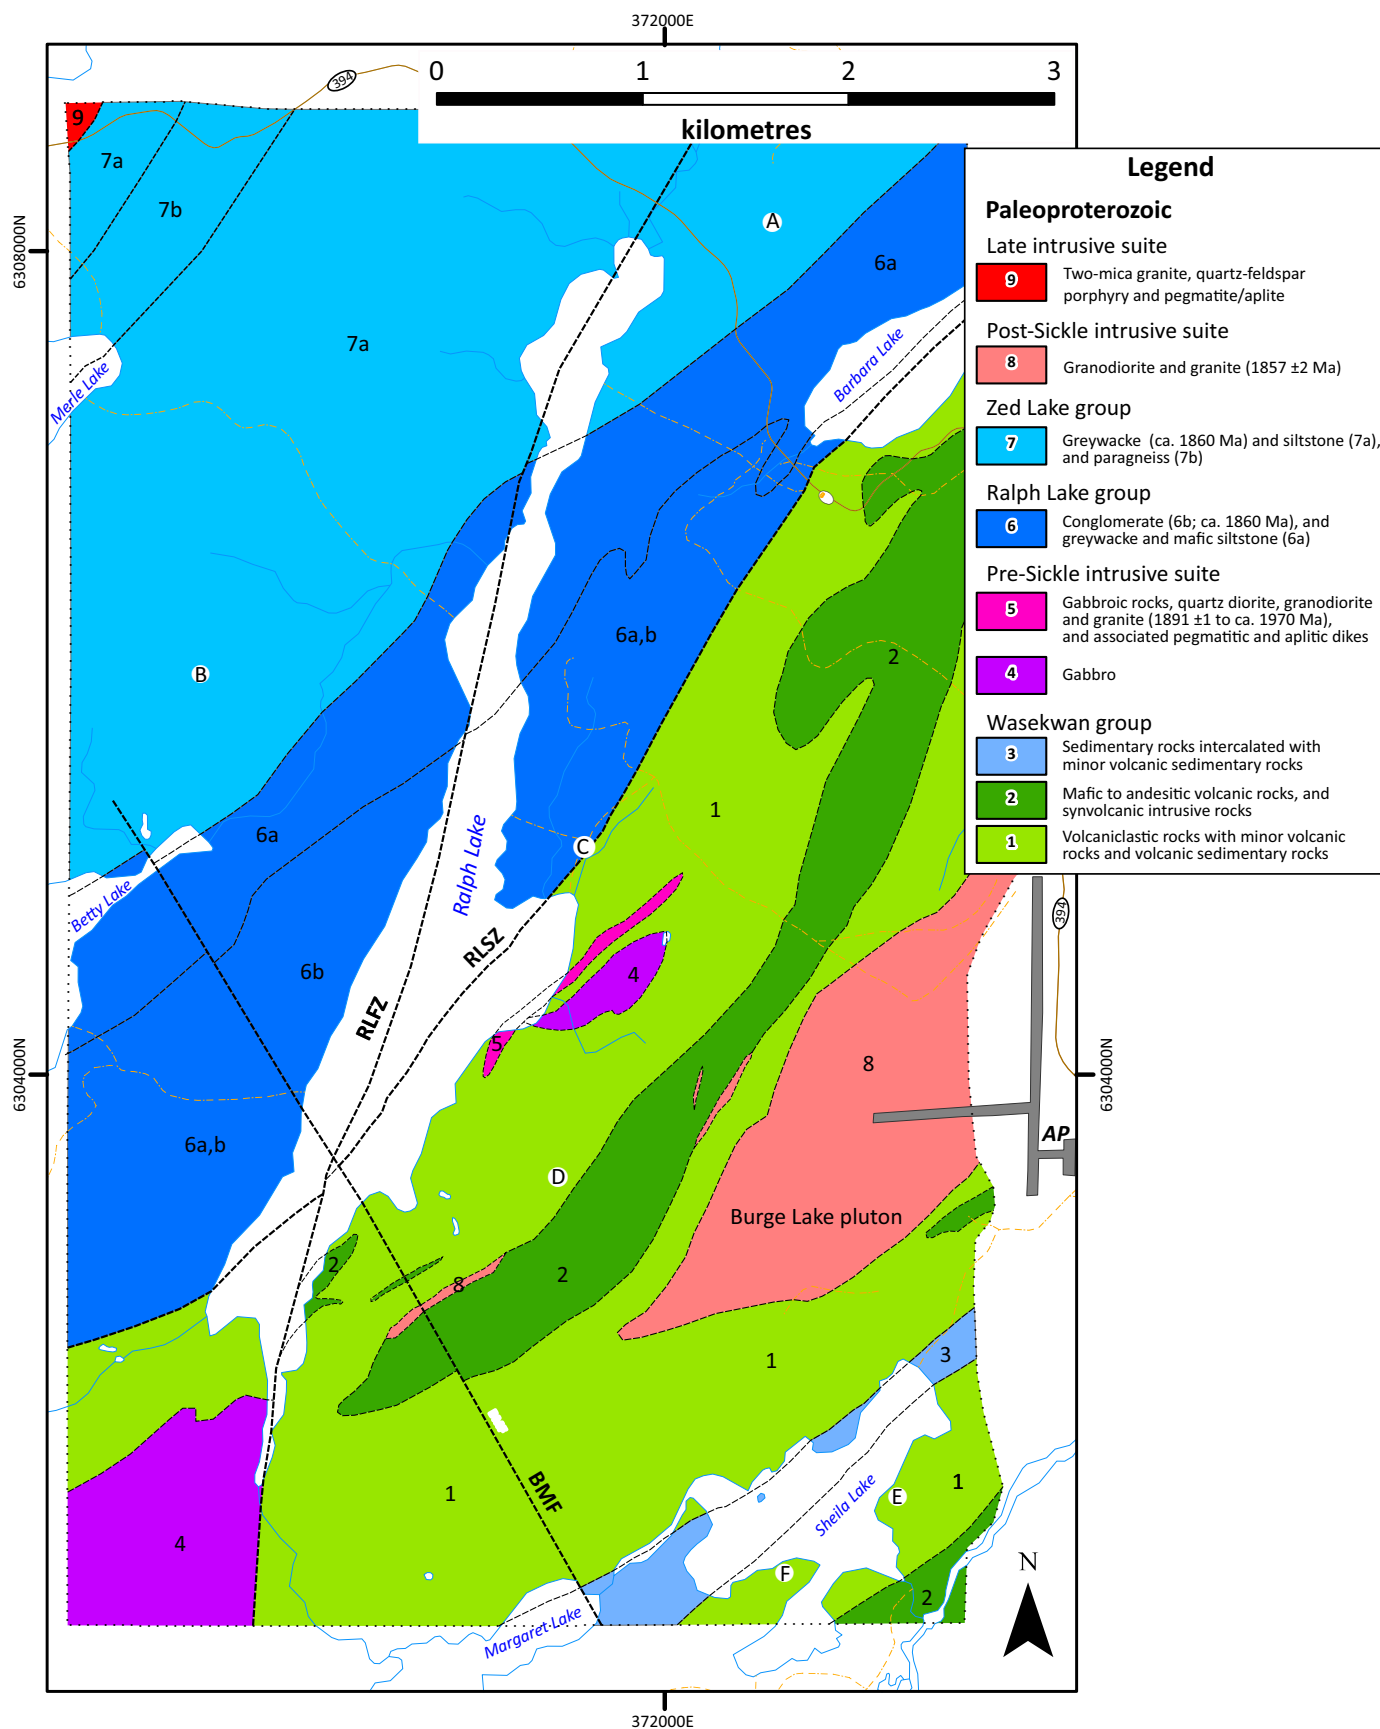 372000E
394
0 1 2 3
kilometres
Legend
Paleoproterozoic
Late intrusive suite
9 Two-mica granite, quartz-feldspar
porphyry and pegmatite/aplite
Post-Sickle intrusive suite
8 Granodiorite and granite (1857 ±2 Ma)
Zed Lake group
7 Greywacke (ca. 1860 Ma) and siltstone (7a),
and paragneiss (7b)
Ralph Lake group
6 Conglomerate (6b; ca. 1860 Ma), and
greywacke and mafic siltstone (6a)
Pre-Sickle intrusive suite
5 Gabbroic rocks, quartz diorite, granodiorite
and granite (1891 ±1 to ca. 1970 Ma),
and associated pegmatitic and aplitic dikes
4 Gabbro
Wasekwan group
3 Sedimentary rocks intercalated with
minor volcanic sedimentary rocks
2 Mafic to andesitic volcanic rocks, and
synvolcanic intrusive rocks
1 Volcaniclastic rocks with minor volcanic
rocks and volcanic sedimentary rocks
9
7a
7b
A
6308000N
6a
7a
Barbara Lake
Merle Lake
6a,b
2
B
1
6a
C
Ralph Lake
Betty Lake
394
RLSZ
6b
4
RLFZ
5
8
6304000N
6304000N
AP
6a,b
D
Burge Lake pluton
2
2
8
3
1
1
1
BMF
E
Sheila Lake
4
F
N
2
Margaret Lake
372000E